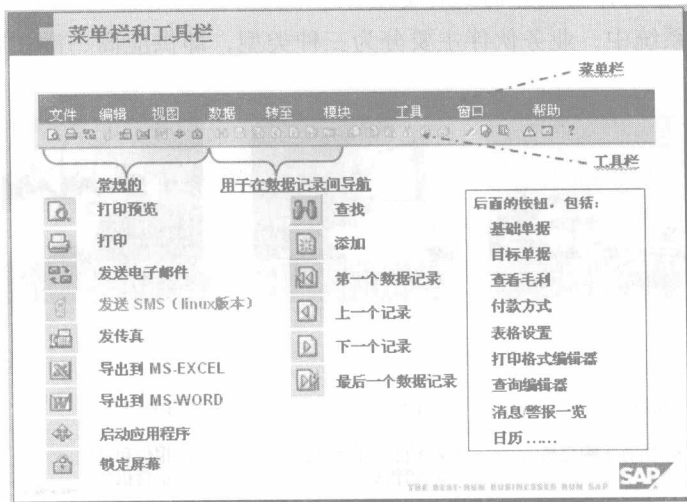 菜单栏和工具栏
菜单栏
文件 编辑 视图 数据 转至 模块 工具 窗口 帮助
工具栏
常规的
打印预览
打印
发送电子邮件
发送 SMS（linux版本）
发传真
导出到 MS-EXCEL
导出到 MS-WORD
启动应用程序
锁定屏幕
用于在数据记录间导航
查找
添加
第一个数据记录
上一个记录
下一个记录
最后一个数据记录
后面的按钮，包括：
基础单据
目标单据
查看毛利
付款方式
表格设置
打印格式编辑器
查询编辑器
消息/警报一览
日历……
THE BEST-RUN BUSINESSES RUN SAP
SAP